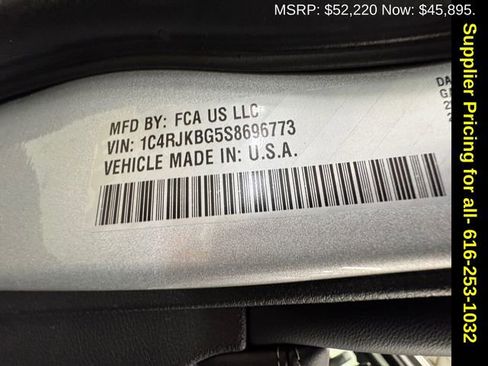 MSRP: $52,220 Now: $45,895.
MFD BY: FCA US LLC
VIN: 1C4RJKBG5S8696773
VEHICLE MADE IN: U.S.A.
Supplier Pricing for all- 616-253-1032